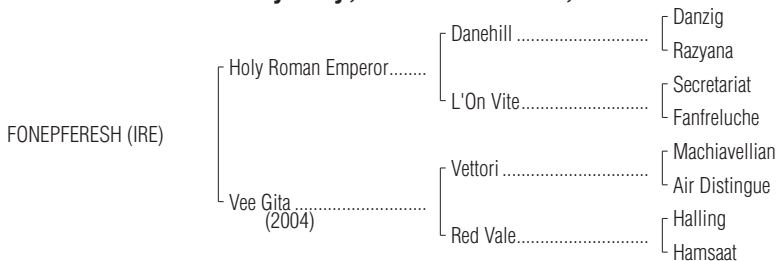 Danzig
Danehill ...............................
Razyana
Holy Roman Emperor........
Secretariat
L'On Vite..............................
Fanfreluche
FONEPFERESH (IRE)
Machiavellian
Vettori ..................................
Air Distingue
Vee Gita ..............................
(2004)
Halling
Red Vale...............................
Hamsaat